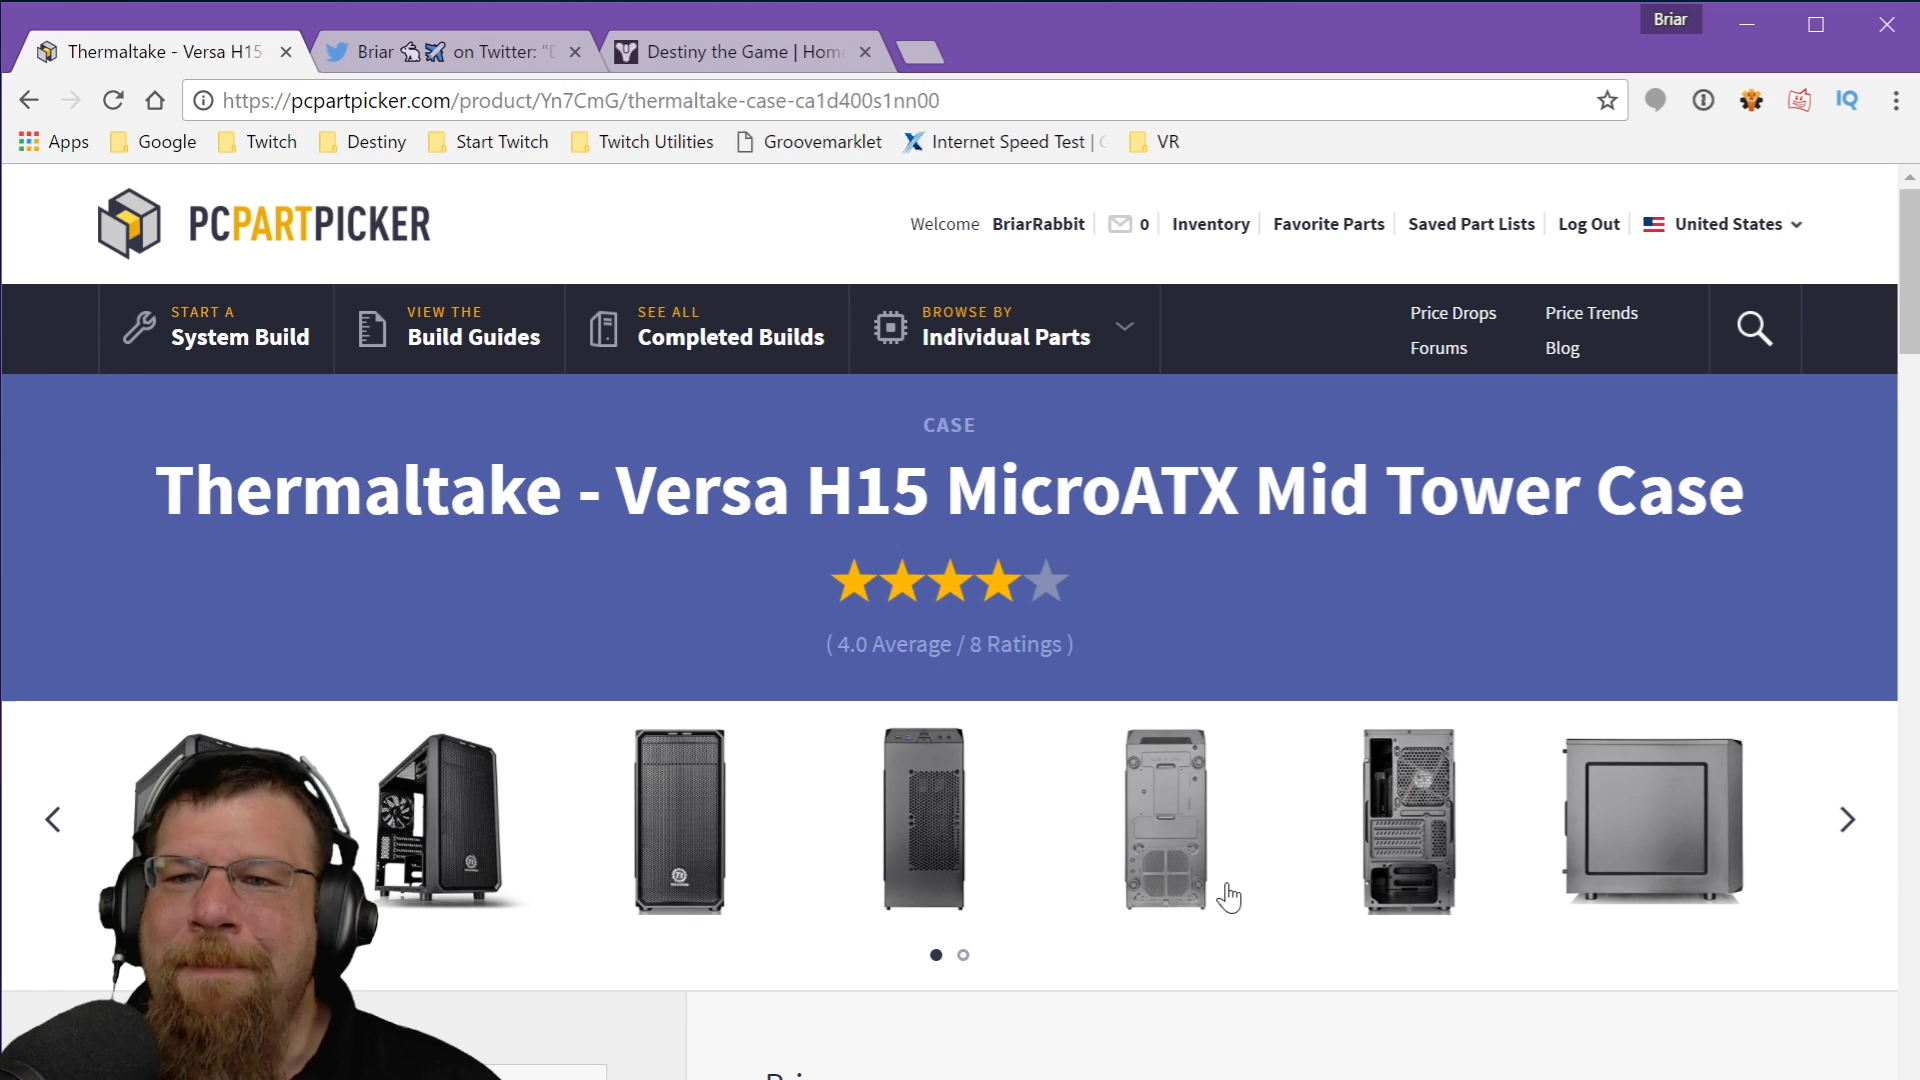 Briar
Thermaltake - Versa H15
Briar on Twitter: "D
Destiny the Game | Home
https://pcpartpicker.com/product/Yn7CmG/thermaltake-case-ca1d400s1nn00
IQ
Apps Google Twitch Destiny Start Twitch Twitch Utilities Groovemarklet Internet Speed Test | VR
PCPARTPICKER
Welcome BriarRabbit 0 Inventory Favorite Parts Saved Part Lists Log Out United States
START A
System Build
VIEW THE
Build Guides
SEE ALL
Completed Builds
BROWSE BY
Individual Parts
Price Drops Price Trends
Forums Blog
CASE
Thermaltake - Versa H15 MicroATX Mid Tower Case
( 4.0 Average / 8 Ratings )